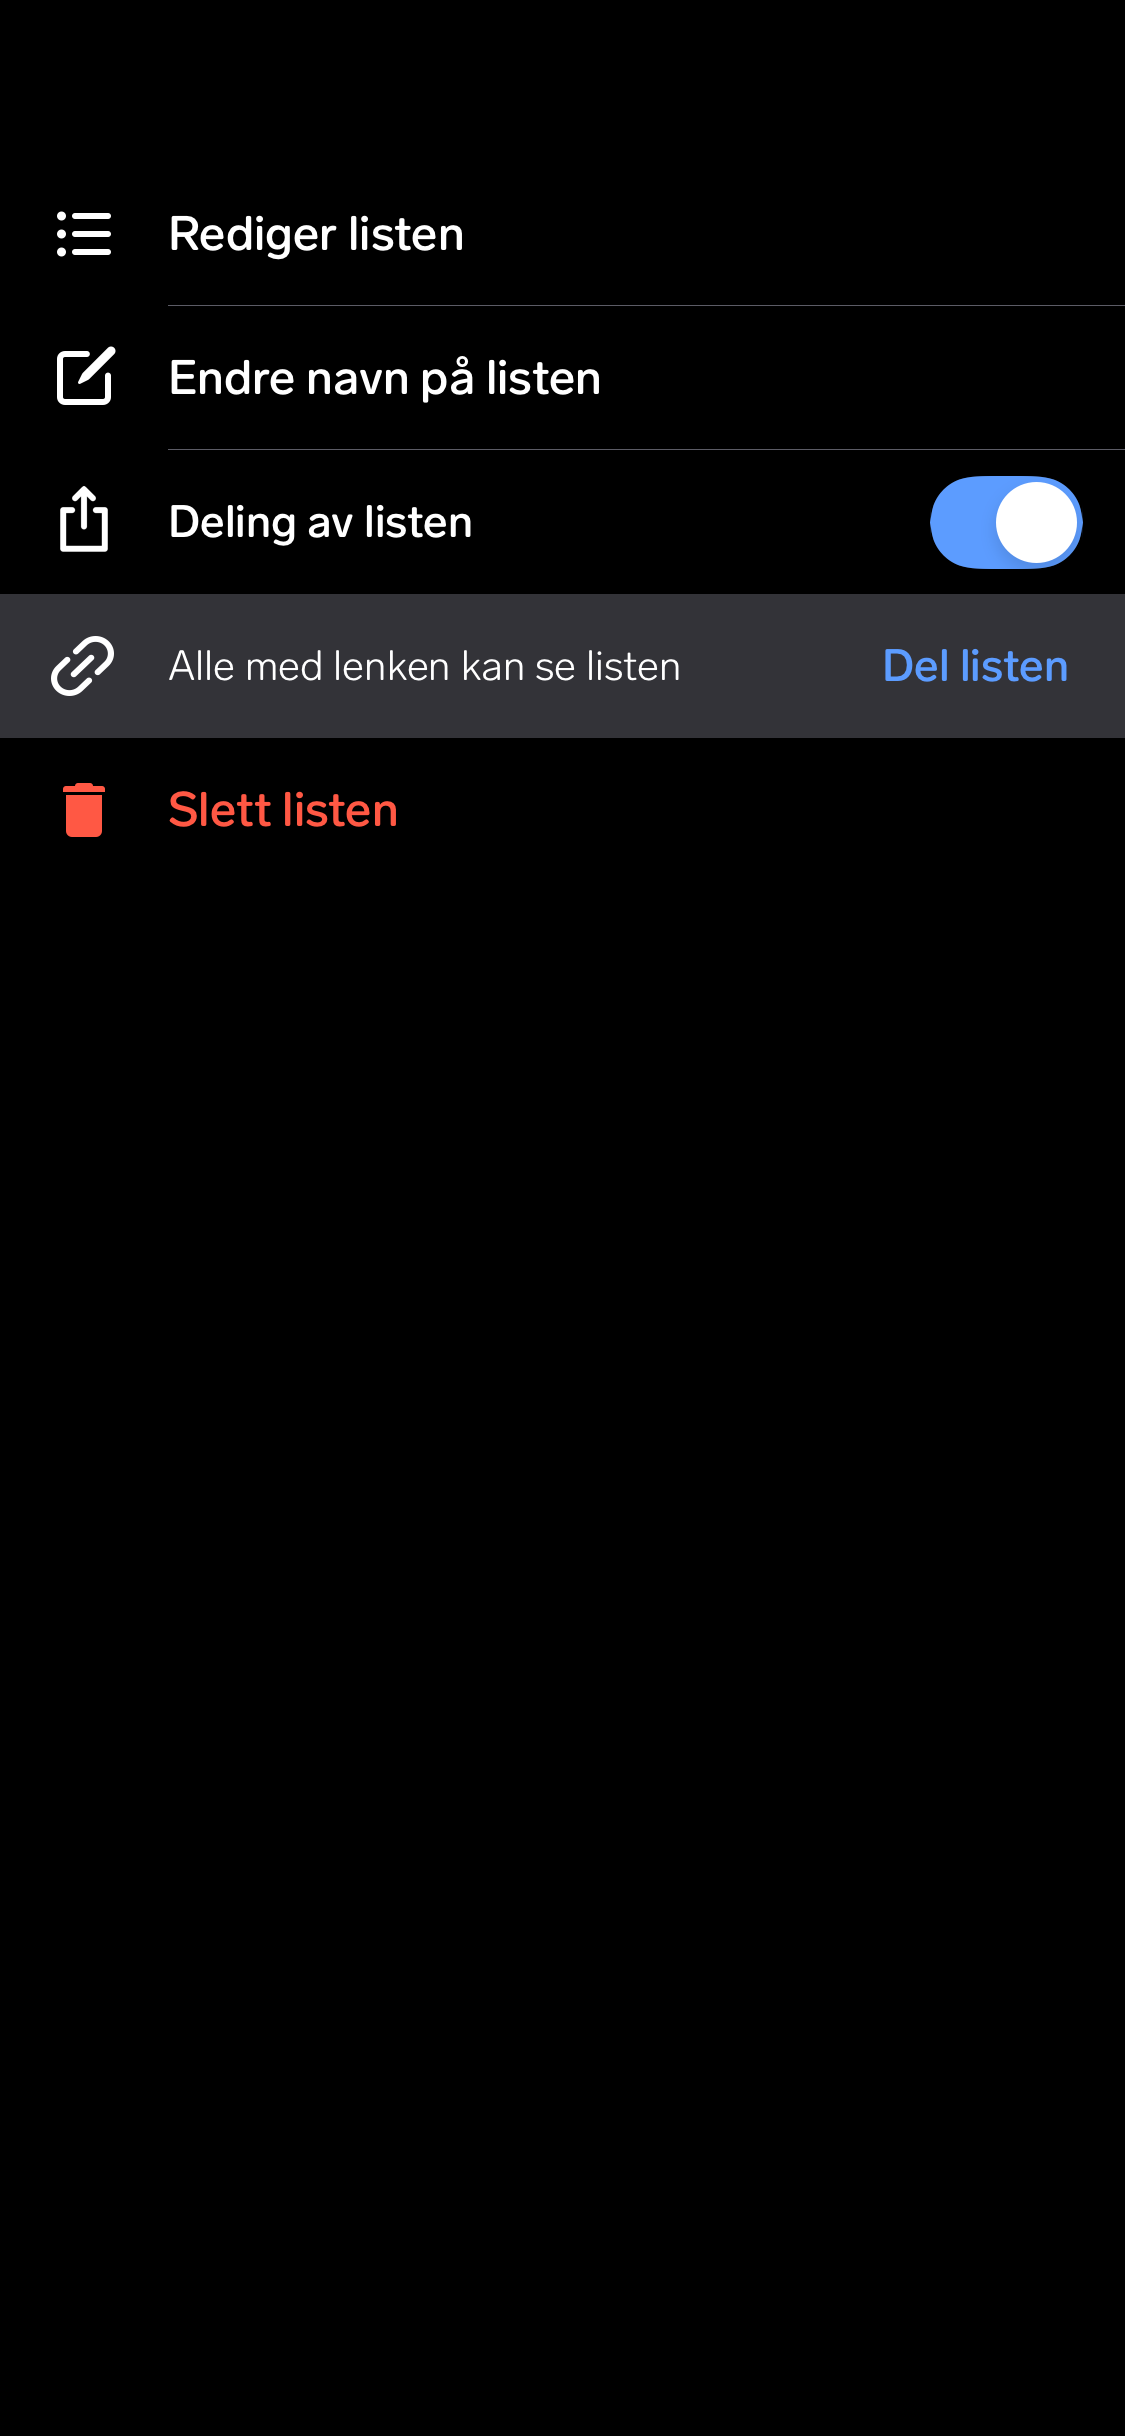 Rediger listen
Endre navn på listen
Deling av listen
Alle med lenken kan se listen Del listen
Slett listen